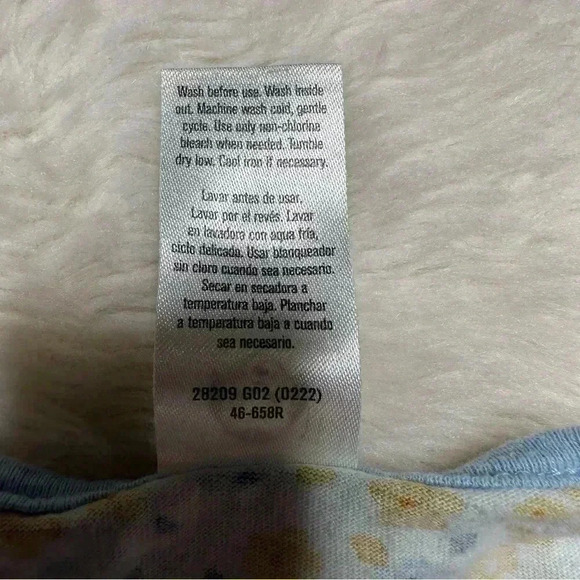 Wash before use. Wash inside
out. Machine wash cold, gentle
cycle. Use only non-chlorine
bleach when needed. Tumble
dry low. Cool iron if necessary.
Lavar antes de usar.
Lavar por el revés. Lavar
en lavadora con agua fría,
ciclo delicado. Usar blanqueador
sin cloro cuando sea necesario.
Secar en secadora a
temperatura baja. Planchar
a temperatura baja a cuando
sea necesario.
28209 G02 (0222)
46-658R